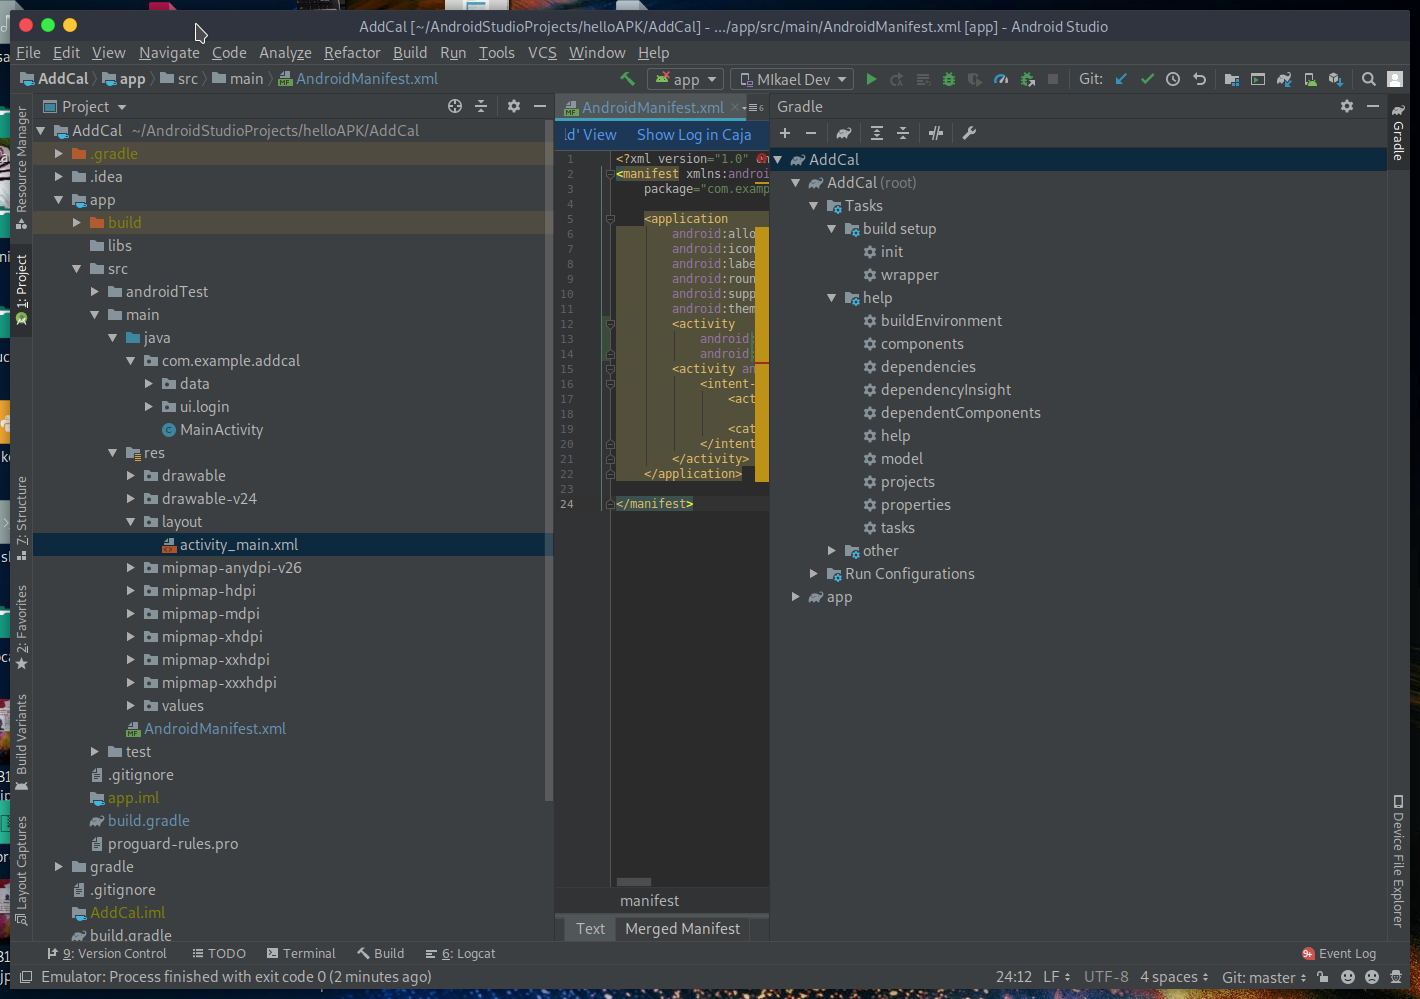 AddCal [~/AndroidStudioProjects/helloAPK/AddCal] - .../app/src/main/AndroidManifest.xml [app] - Android Studio
File Edit View Navigate Code Analyze Refactor Build Run Tools VCS Window Help
AddCal app src main AndroidManifest.xml app MIkael Dev Git:
Project
AndroidManifest.xml
6
Gradle
Resource Manager
1: Project
7: Structure
2: Favorites
Build Variants
Layout Captures
AddCal ~/AndroidStudioProjects/helloAPK/AddCal
.gradle
.idea
app
build
libs
src
androidTest
main
java
com.example.addcal
data
ui.login
MainActivity
res
drawable
drawable-v24
layout
activity_main.xml
mipmap-anydpi-v26
mipmap-hdpi
mipmap-mdpi
mipmap-xhdpi
mipmap-xxhdpi
mipmap-xxxhdpi
values
AndroidManifest.xml
test
.gitignore
app.iml
build.gradle
proguard-rules.pro
gradle
.gitignore
AddCal.iml
build.gradle
ld' View Show Log in Caja
1 <?xml version="1.0"
2 <manifest xmlns:androi
3 package="com.examp
4
5 <application
6 android:allo
7 android:icon
8 android:labe
9 android:roun
10 android:supp
11 android:them
12 <activity
13 android:
14 android:
15 <activity an
16 <intent-
17 <act
18
19 <cat
20 </intent
21 </activity>
22 </application>
23
24 </manifest>
manifest
Text Merged Manifest
AddCal
AddCal (root)
Tasks
build setup
init
wrapper
help
buildEnvironment
components
dependencies
dependencyInsight
dependentComponents
help
model
projects
properties
tasks
other
Run Configurations
app
Gradle
Device File Explorer
9: Version Control TODO Terminal Build 6: Logcat 9+ Event Log
Emulator: Process finished with exit code 0 (2 minutes ago) 24:12 LF UTF-8 4 spaces Git: master